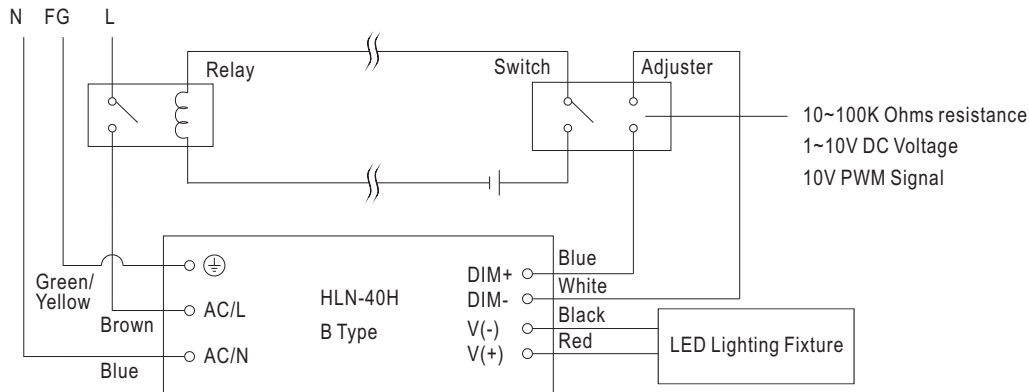 N FG L
Relay
Switch
Adjuster
10~100K Ohms resistance
1~10V DC Voltage
10V PWM Signal
Green/
Yellow
Brown
Blue
AC/L
AC/N
HLN-40H
B Type
DIM+
DIM-
V(-)
V(+)
Blue
White
Black
Red
LED Lighting Fixture